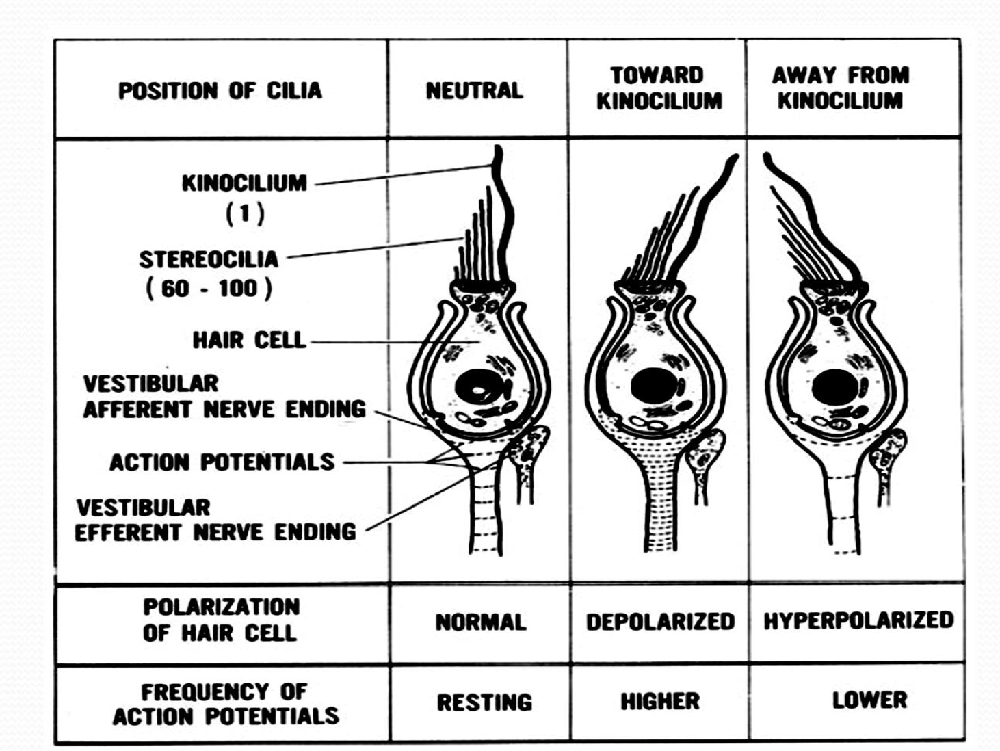 POSITION OF CILIA
NEUTRAL
TOWARD
KINOCILIUM
AWAY FROM
KINOCILIUM
KINOCILIUM
(1)
STEREOCILIA
(60 - 100)
HAIR CELL
VESTIBULAR
AFFERENT NERVE ENDING
ACTION POTENTIALS
VESTIBULAR
EFFERENT NERVE ENDING
POLARIZATION
OF HAIR CELL
NORMAL
DEPOLARIZED
HYPERPOLARIZED
FREQUENCY OF
ACTION POTENTIALS
RESTING
HIGHER
LOWER